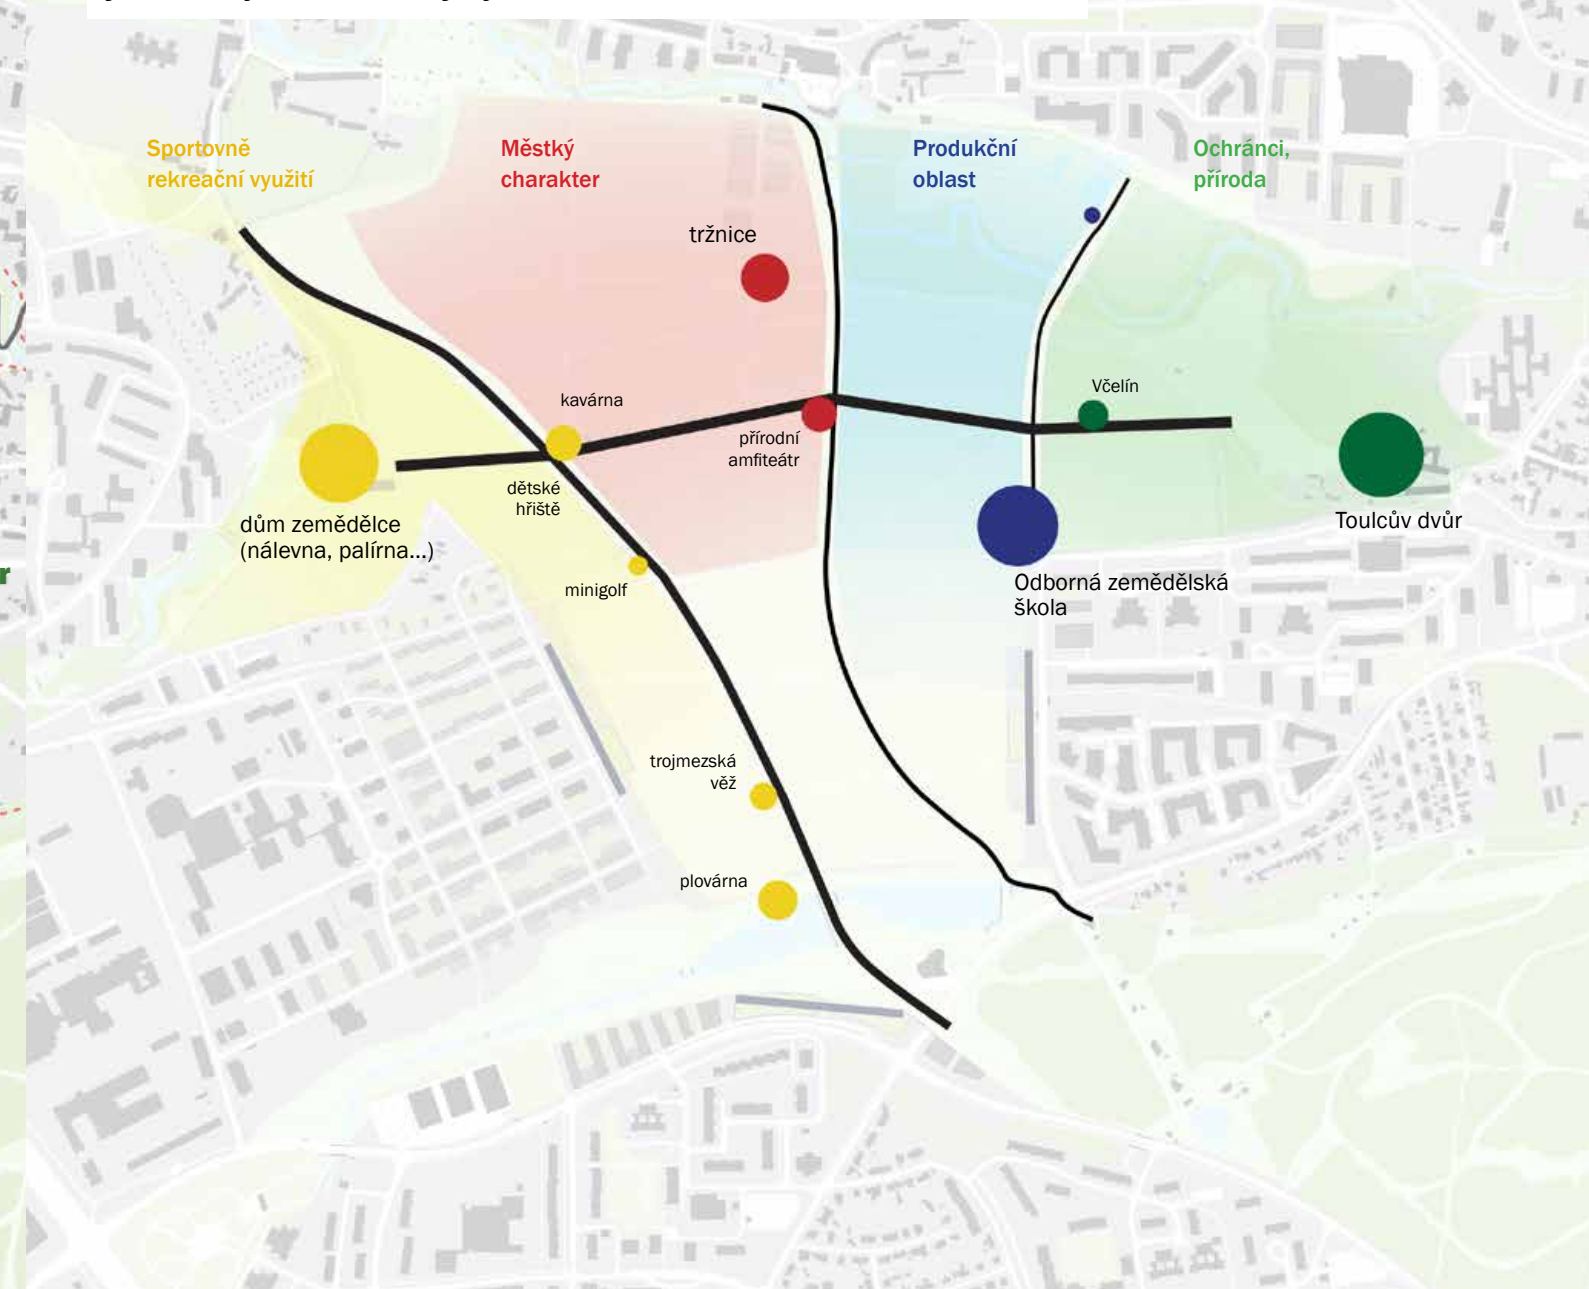 Sportovně
rekreační využití
Městký
charakter
Produkční
oblast
Ochránci,
příroda
tržnice
kavárna
Včelín
přírodní
amfiteátr
dětské
hřiště
dům zemědělce
(nálevna, palírna...)
Toulcův dvůr
minigolf
Odborná zemědělská
škola
trojmezská
věž
plovárna